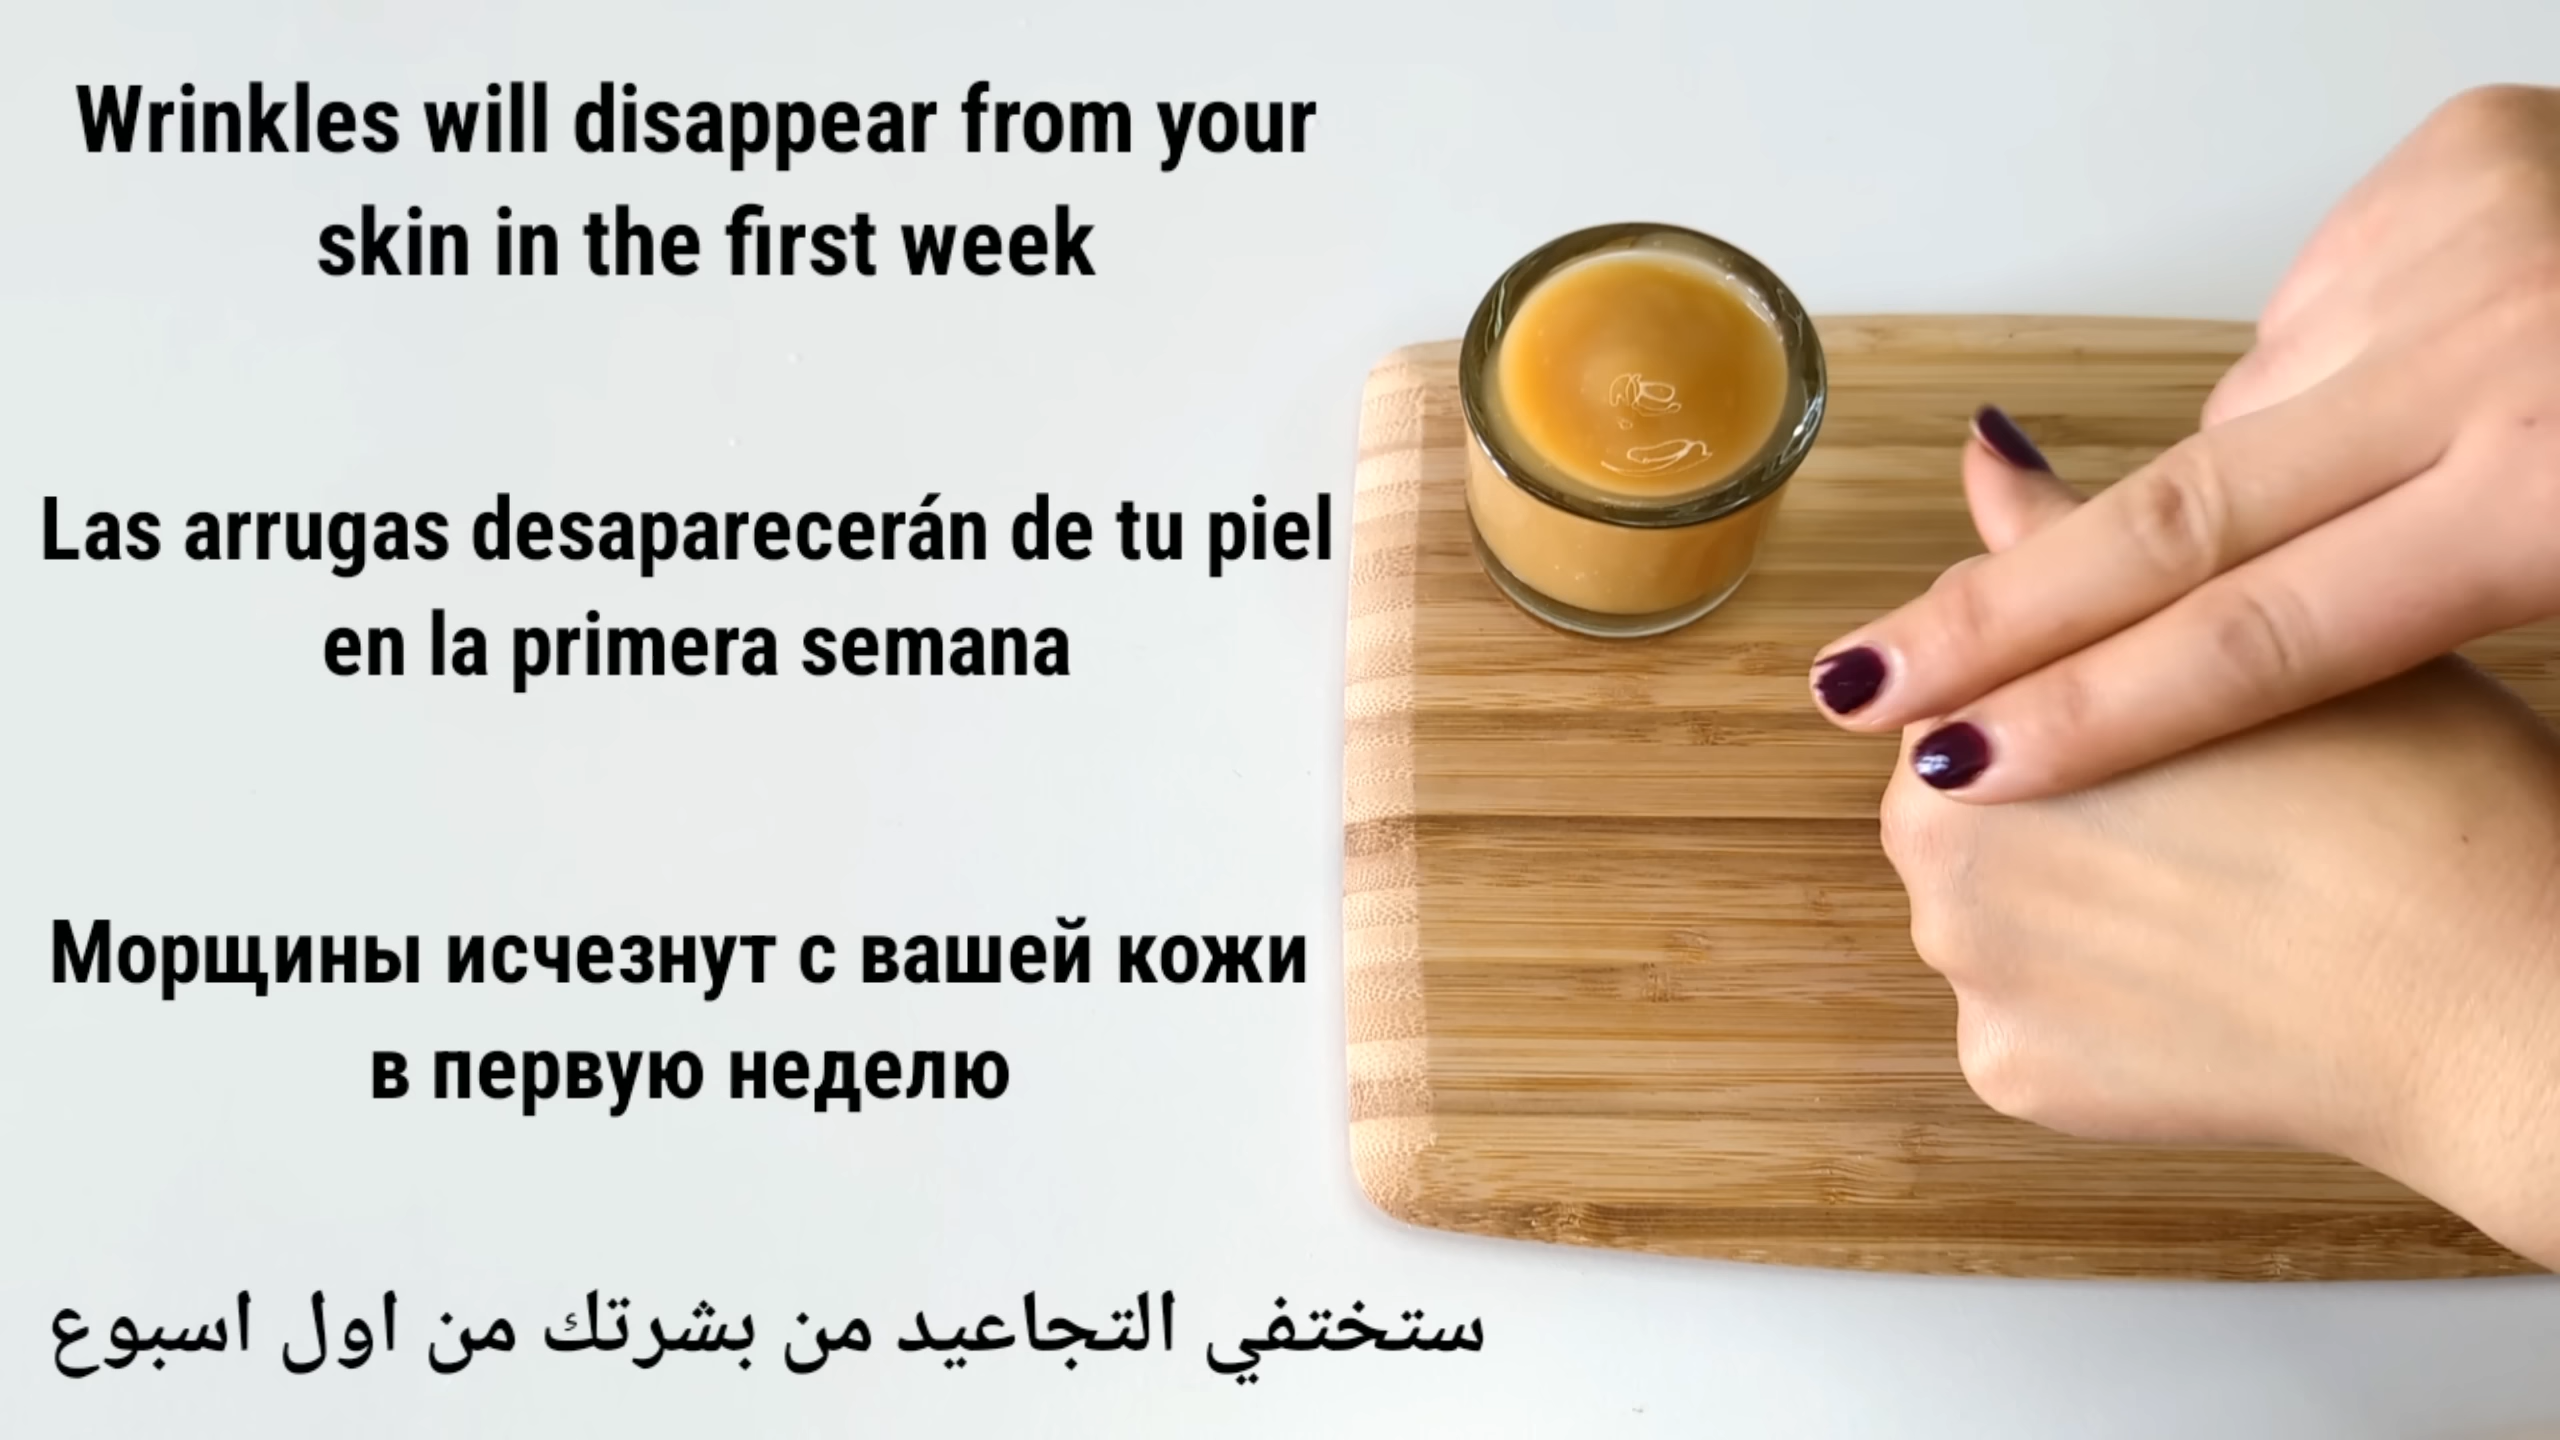 Wrinkles will disappear from your
skin in the first week
Las arrugas desaparecerán de tu piel
en la primera semana
Морщины исчезнут с вашей кожи
в первую неделю
ستختفي التجاعيد من بشرتك من اول اسبوع